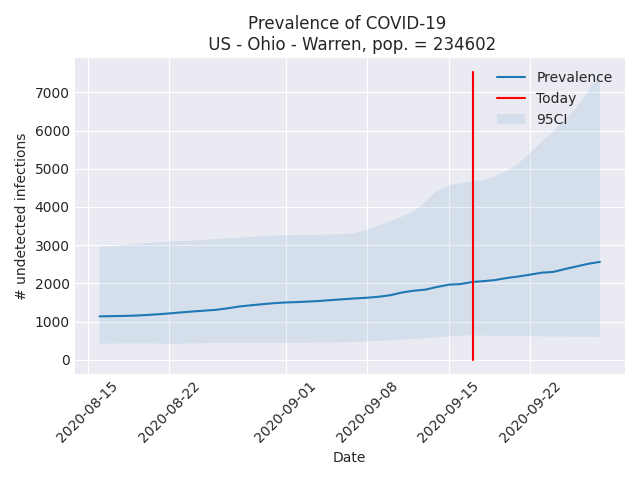 Prevalence of COVID-19
US - Ohio - Warren, pop. = 234602
# undetected infections
7000
6000
5000
4000
3000
2000
1000
0
Prevalence
Today
95CI
2020-08-15
2020-08-22
2020-09-01
2020-09-08
2020-09-15
2020-09-22
Date